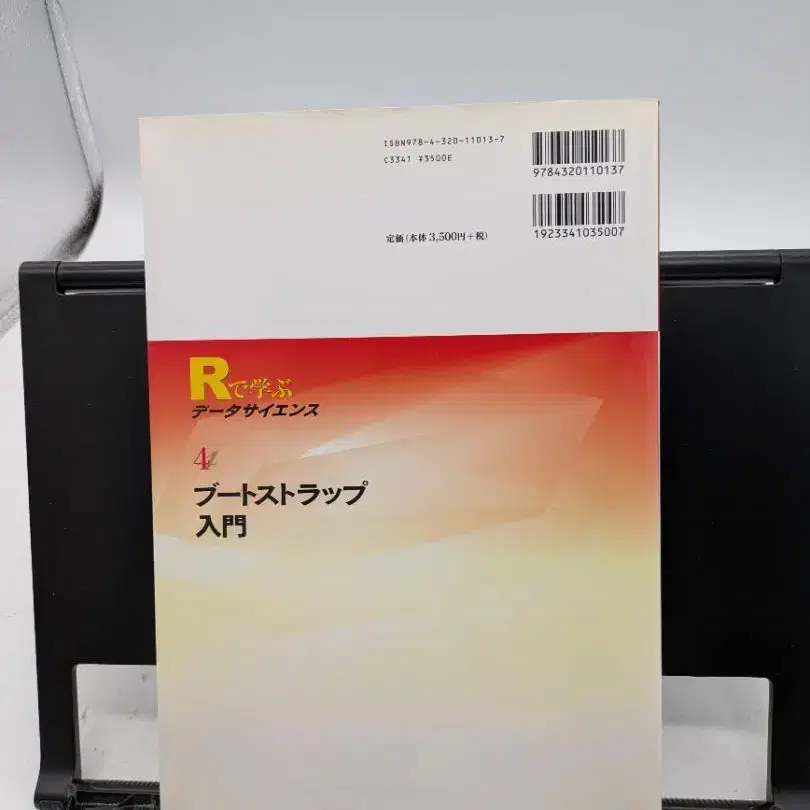 ISBN978-4-320-11013-7
C3341 ¥3500E
9784320110137
定価(本体3,500円+税)
1923341035007
Rで学ぶ
データサイエンス
4
ブートストラップ
入門